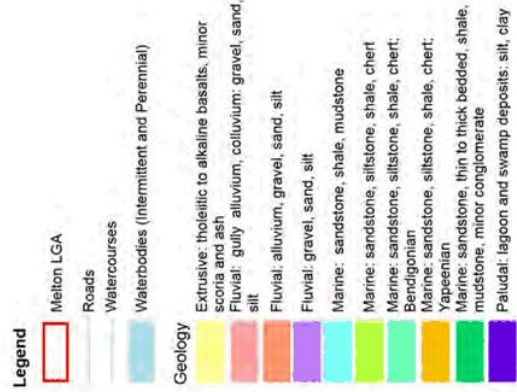 Legend
Melton LGA
Roads
Watercourses
Waterbodies (Intermittent and Perennial)
Geology
Extrusive: tholeiitic to alkaline basalts, minor
scoria and ash
Fluvial: gully alluvium, colluvium: gravel, sand,
silt
Fluvial: alluvium, gravel, sand, silt
Fluvial: gravel, sand, silt
Marine: sandstone, shale, mudstone
Marine: sandstone, siltstone, shale, chert
Marine: sandstone, siltstone, shale, chert;
Bendigonian
Marine: sandstone, siltstone, shale, chert;
Yapeenian
Marine: sandstone, thin to thick bedded, shale,
mudstone, minor conglomerate
Paludal: lagoon and swamp deposits: silt, clay